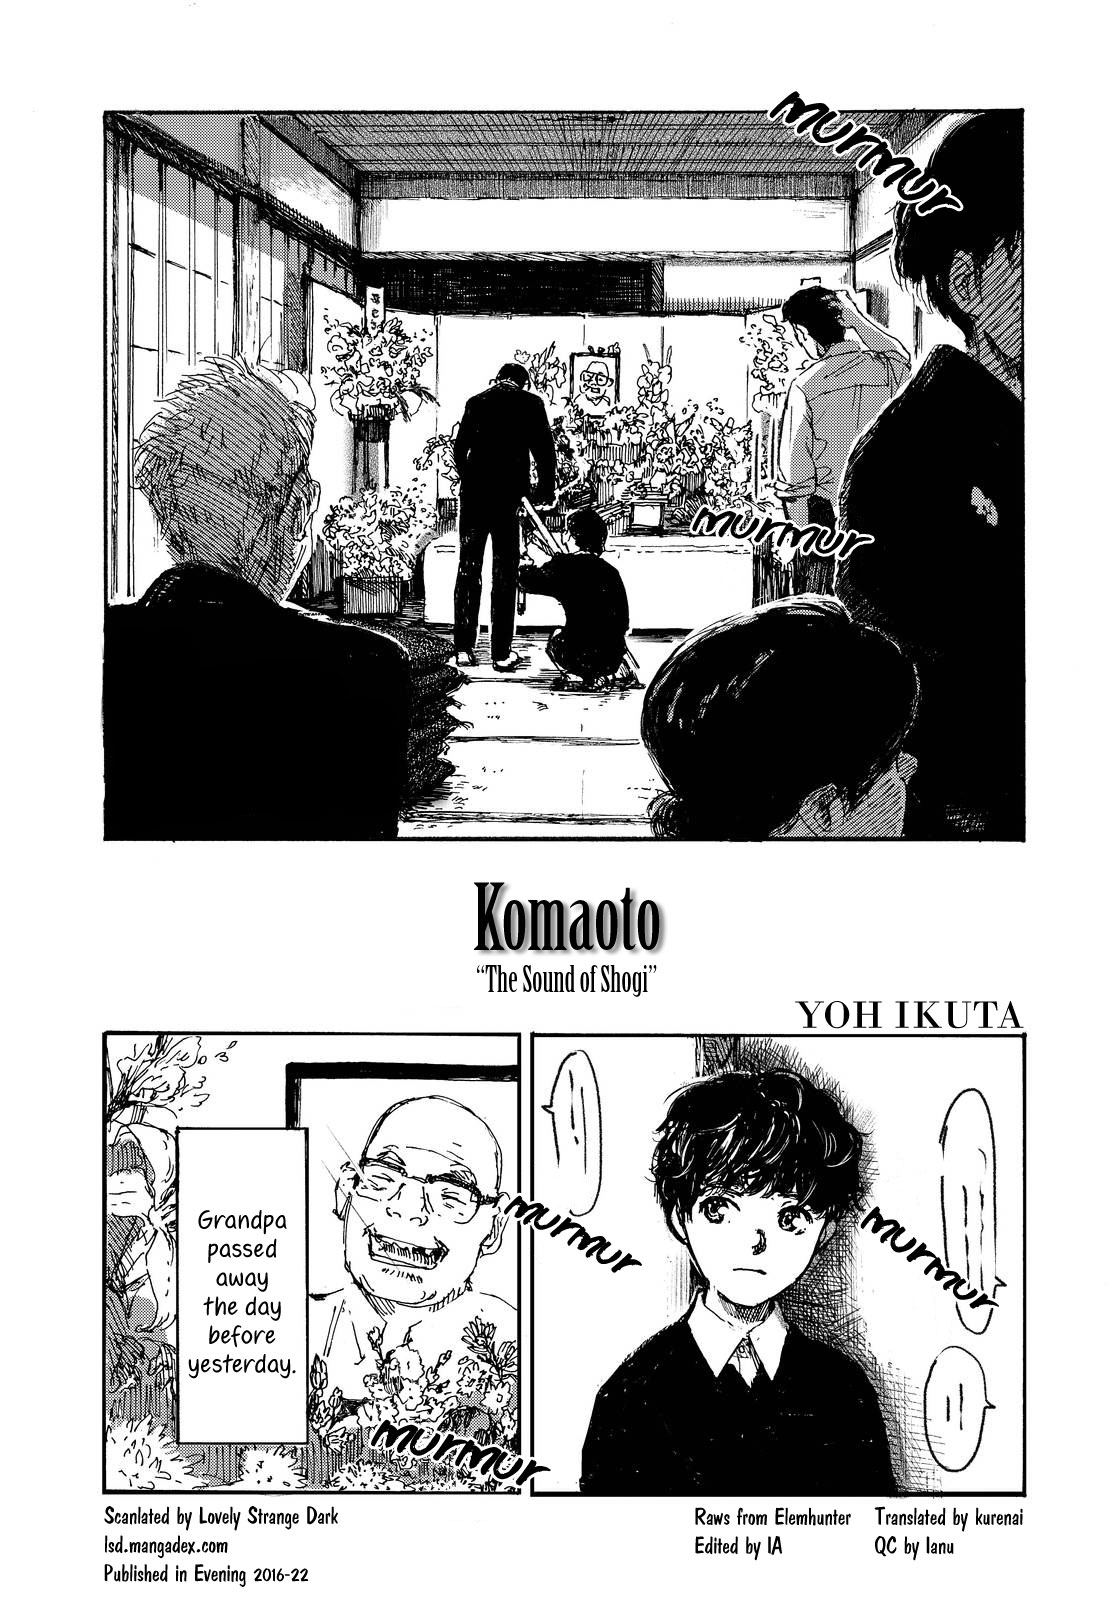 murmur
murmur
Komaoto
“The Sound of Shogi”
YOH IKUTA
Grandpa
passed
away
the day
before
yesterday.
murmur
murmur
murmur
Scanlated by Lovely Strange Dark
lsd.mangadex.com
Published in Evening 2016-22
Raws from Elemhunter
Edited by IA
Translated by kurenai
QC by Ianu